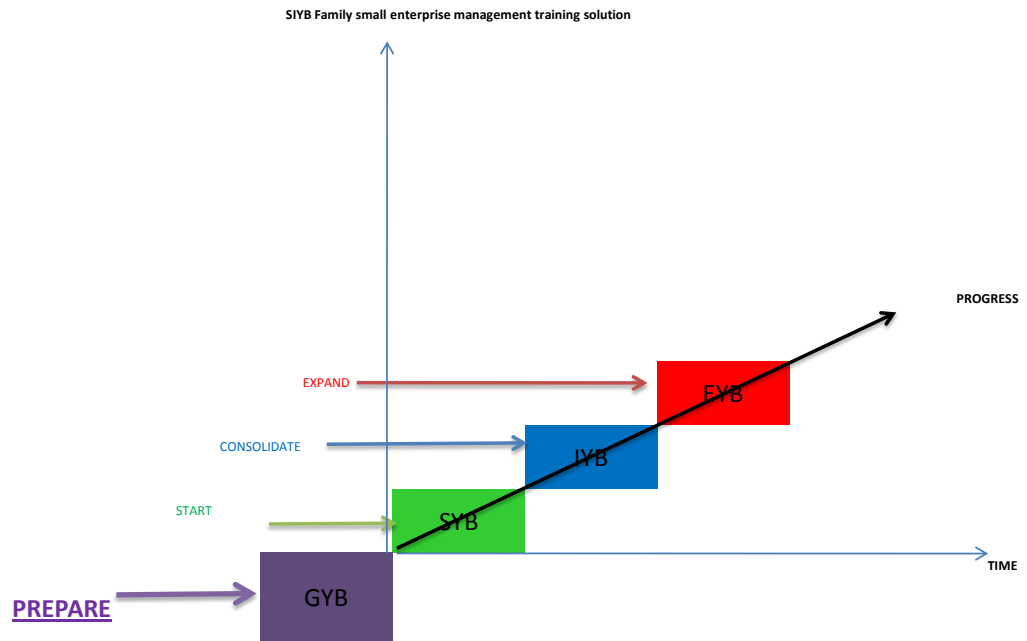 SIYB Family small enterprise management training solution
PROGRESS
EXPAND
EYB
CONSOLIDATE
IYB
START
SYB
TIME
GYB
PREPARE